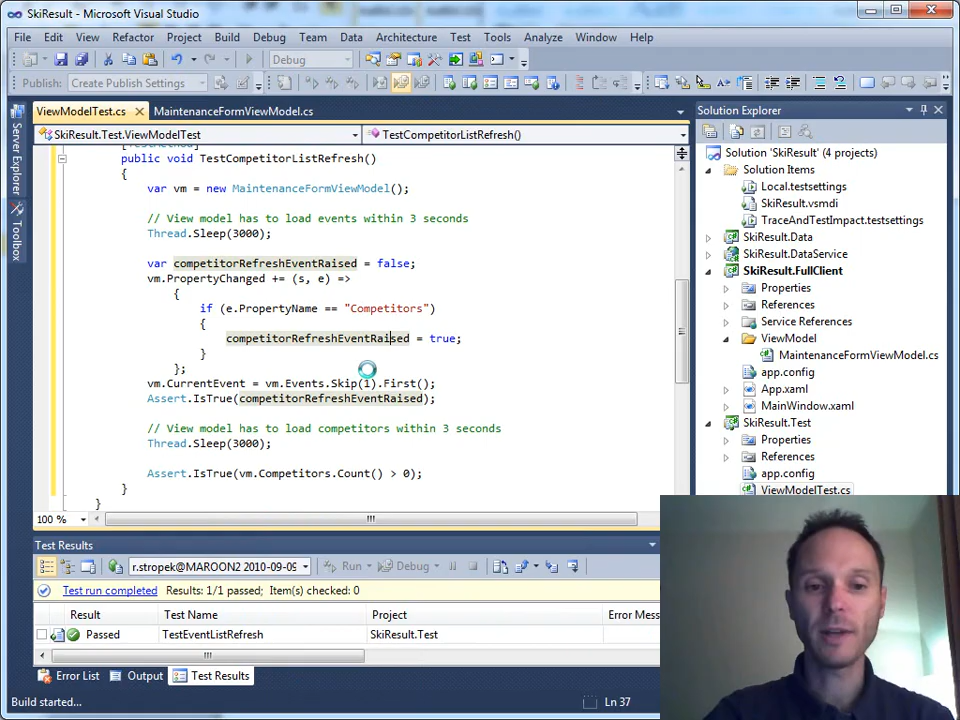 SkiResult - Microsoft Visual Studio
File Edit View Refactor Project Build Debug Team Data Architecture Test Tools Analyze Window Help
Debug
Publish: Create Publish Settings
ViewModelTest.cs MaintenanceFormViewModel.cs
SkiResult.Test.ViewModelTest TestCompetitorListRefresh()
public void TestCompetitorListRefresh()
{
var vm = new MaintenanceFormViewModel();
// View model has to load events within 3 seconds
Thread.Sleep(3000);
var competitorRefreshEventRaised = false;
vm.PropertyChanged += (s, e) =>
{
if (e.PropertyName == "Competitors")
{
competitorRefreshEventRaised = true;
}
};
vm.CurrentEvent = vm.Events.Skip(1).First();
Assert.IsTrue(competitorRefreshEventRaised);
// View model has to load competitors within 3 seconds
Thread.Sleep(3000);
Assert.IsTrue(vm.Competitors.Count() > 0);
}
}
100 %
Server Explorer
Toolbox
Solution Explorer
Solution 'SkiResult' (4 projects)
Solution Items
Local.testsettings
SkiResult.vsmdi
TraceAndTestImpact.testsettings
SkiResult.Data
SkiResult.DataService
SkiResult.FullClient
Properties
References
Service References
ViewModel
MaintenanceFormViewModel.cs
app.config
App.xaml
MainWindow.xaml
SkiResult.Test
Properties
References
app.config
ViewModelTest.cs
Test Results
r.stropek@MAROON2 2010-09-09 Run Debug
Test run completed Results: 1/1 passed; Item(s) checked: 0
Result Test Name Project Error Mess
Passed TestEventListRefresh SkiResult.Test
Error List Output Test Results
Build started... Ln 37